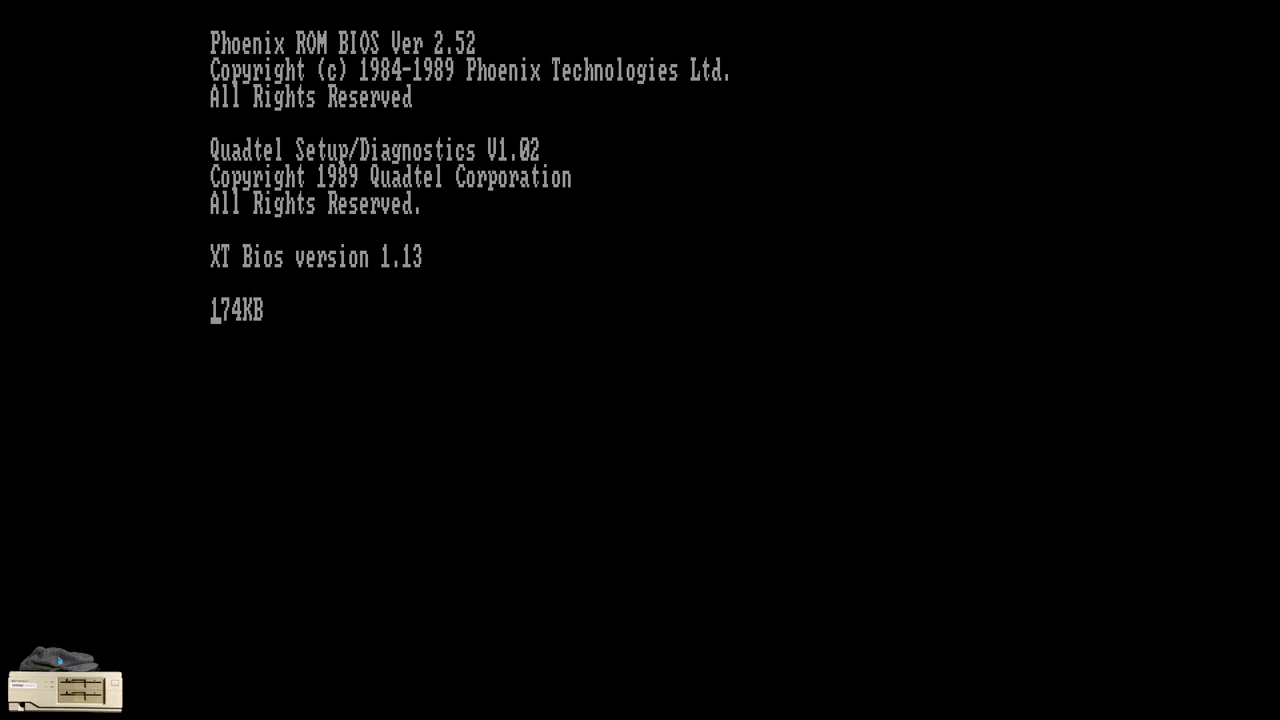 Phoenix ROM BIOS Ver 2.52
Copyright (c) 1984-1989 Phoenix Technologies Ltd.
All Rights Reserved
Quadtel Setup/Diagnostics V1.02
Copyright 1989 Quadtel Corporation
All Rights Reserved.
XT Bios version 1.13
174KB